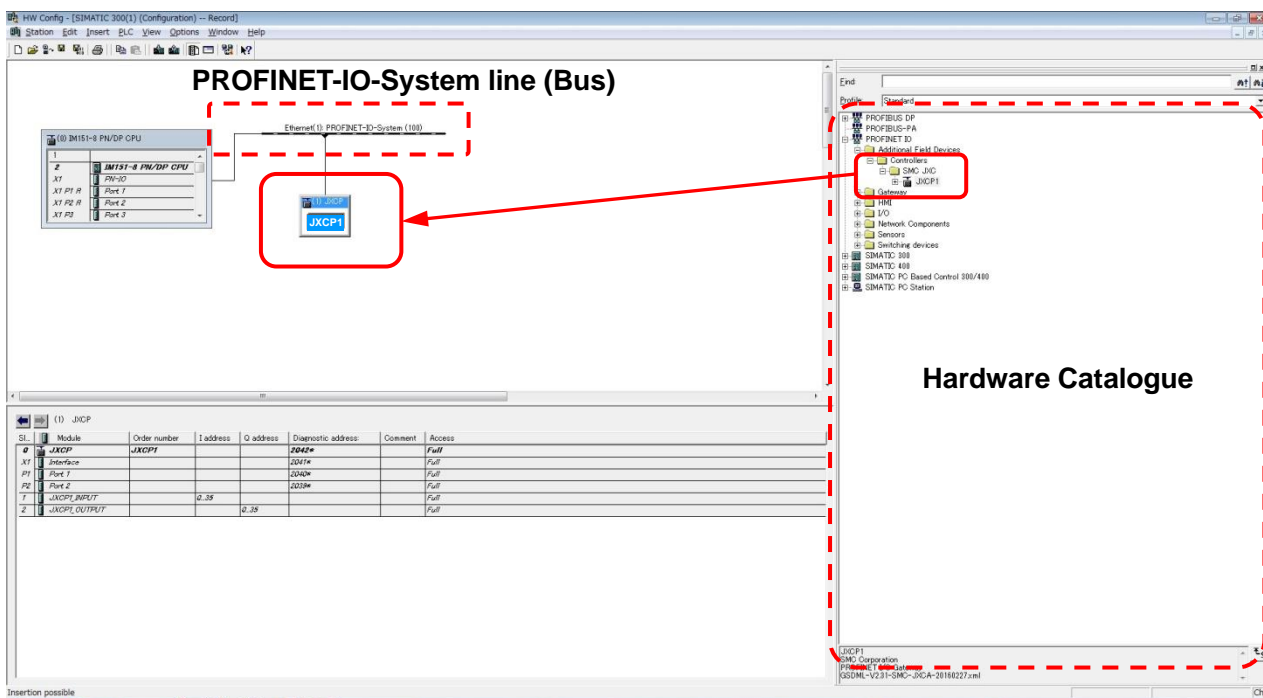 HW Config - [SIMATIC 300(1) (Configuration) -- Record]
Station Edit Insert PLC View Options Window Help
PROFINET-IO-System line (Bus)
Ethernet(1): PROFINET-IO-System (100)
(0) IM151-8 PN/DP CPU
1
2 IM151-8 PN/DP CPU
X1 PN-IO
X1 P1 R Port 1
X1 P2 R Port 2
X1 P3 Port 3
(1) JXCP
JXCP1
Find:
Profile: Standard
PROFIBUS DP
PROFIBUS-PA
PROFINET IO
Additional Field Devices
Controllers
SMC JXC
JXCP1
Gateway
HMI
I/O
Network Components
Sensors
Switching devices
SIMATIC 300
SIMATIC 400
SIMATIC PC Based Control 300/400
SIMATIC PC Station
Hardware Catalogue
(1) JXCP
Sl... Module Order number I address Q address Diagnostic address: Comment Access
0 JXCP JXCP1 2042* Full
X1 Interface 2041* Full
P1 Port 1 2040* Full
P2 Port 2 2039* Full
1 JXCP1_INPUT 0..35 Full
2 JXCP1_OUTPUT 0..35 Full
JXCP1
SMC Corporation
GSDML-V2.31-SMC-JXCA-20160227.xml
Insertion possible
Ch